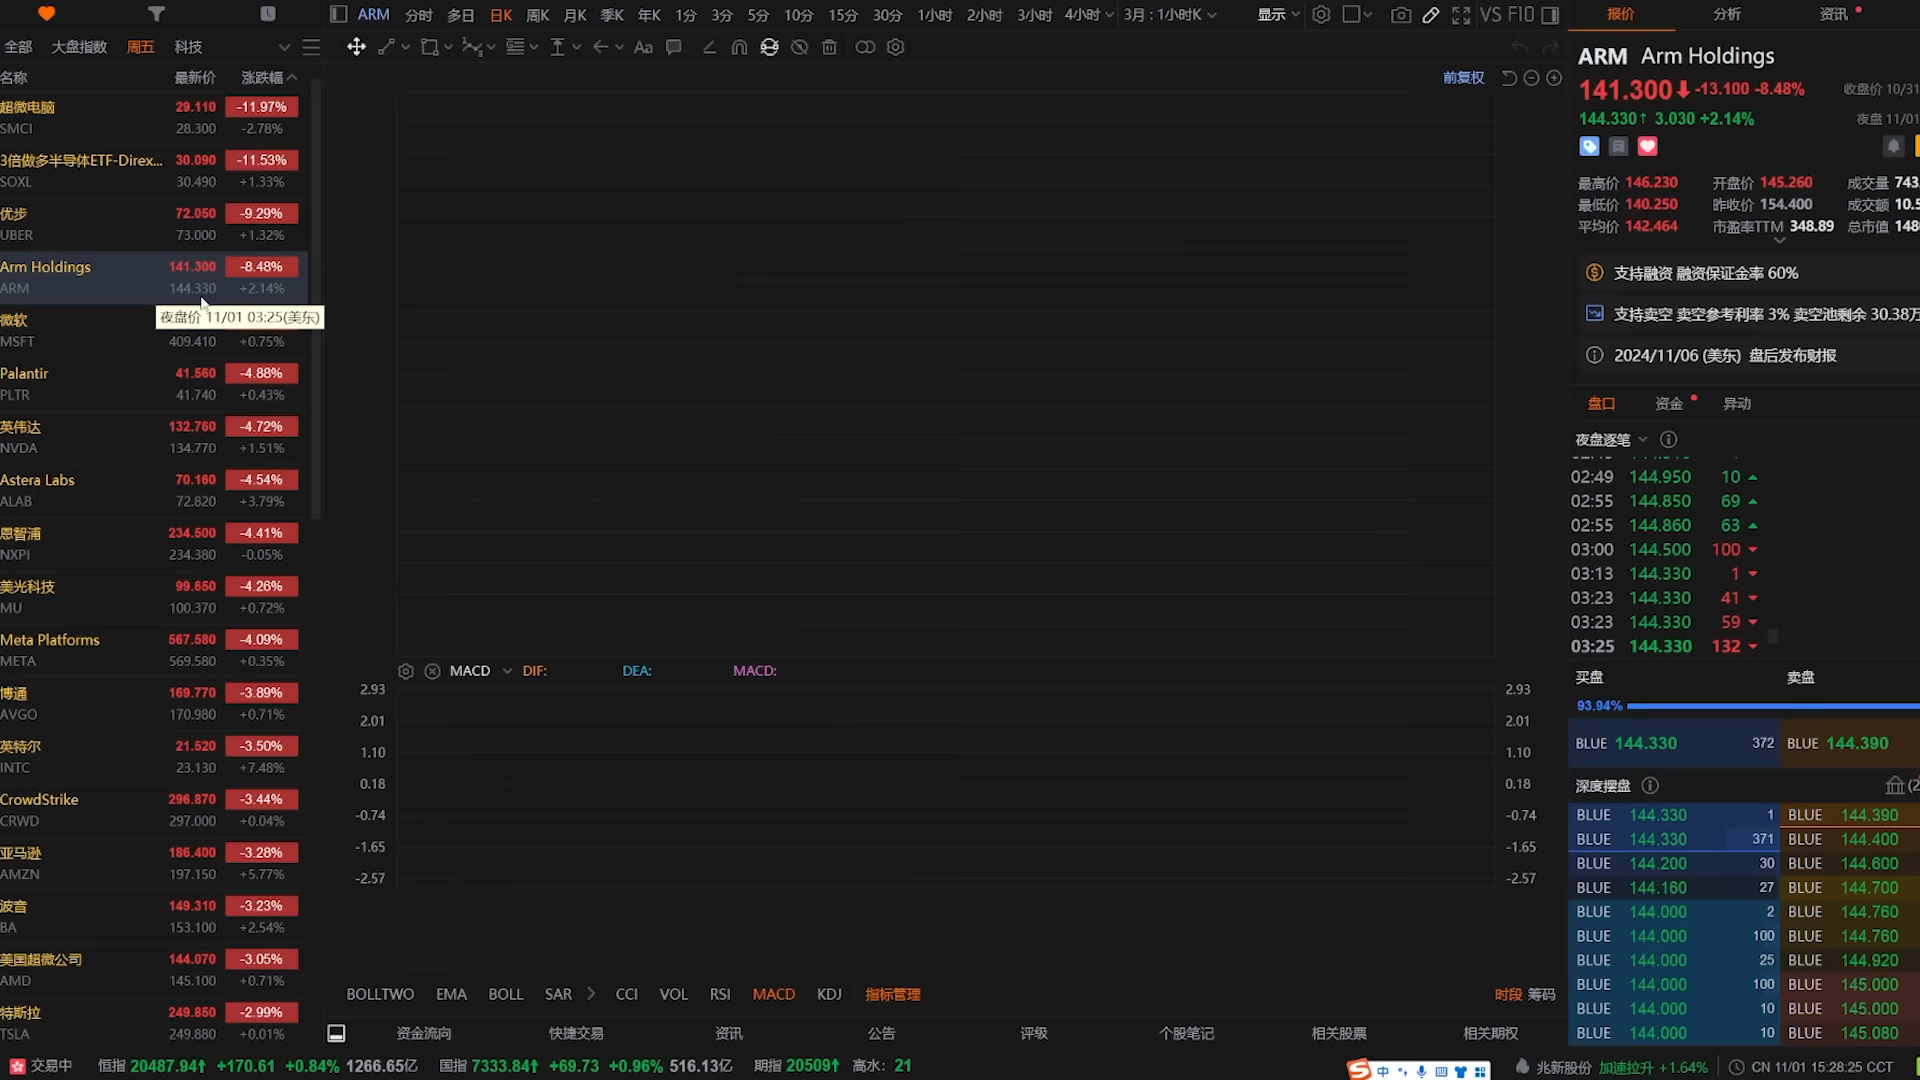 ARM 分时 多日 日K 周K 月K 季K 年K 1分 3分 5分 10分 15分 30分 1小时 2小时 3小时 4小时 3月 : 1小时K 显示 VS F10 报价 分析 资讯
全部 大盘指数 周五 科技
Aa
名称 最新价 涨跌幅
前复权
超微电脑 29.110 -11.97%
SMCI 28.300 -2.78%
3倍做多半导体ETF-Direx... 30.090 -11.53%
SOXL 30.490 +1.33%
优步 72.050 -9.29%
UBER 73.000 +1.32%
Arm Holdings 141.300 -8.48%
ARM 144.330 +2.14%
夜盘价 11/01 03:25(美东)
微软
MSFT 409.410 +0.75%
Palantir 41.560 -4.88%
PLTR 41.740 +0.43%
英伟达 132.760 -4.72%
NVDA 134.770 +1.51%
Astera Labs 70.160 -4.54%
ALAB 72.820 +3.79%
恩智浦 234.500 -4.41%
NXPI 234.380 -0.05%
美光科技 99.650 -4.26%
MU 100.370 +0.72%
Meta Platforms 567.580 -4.09%
META 569.580 +0.35%
博通 169.770 -3.89%
AVGO 170.980 +0.71%
英特尔 21.520 -3.50%
INTC 23.130 +7.48%
CrowdStrike 296.870 -3.44%
CRWD 297.000 +0.04%
亚马逊 186.400 -3.28%
AMZN 197.150 +5.77%
波音 149.310 -3.23%
BA 153.100 +2.54%
美国超微公司 144.070 -3.05%
AMD 145.100 +0.71%
特斯拉 249.850 -2.99%
TSLA 249.880 +0.01%
MACD DIF: DEA: MACD:
2.93 2.93
2.01 2.01
1.10 1.10
0.18 0.18
-0.74 -0.74
-1.65 -1.65
-2.57 -2.57
BOLLTWO EMA BOLL SAR CCI VOL RSI MACD KDJ 指标管理 时段 筹码
资金流向 快捷交易 资讯 公告 评级 个股笔记 相关股票 相关期权
ARM Arm Holdings
141.300 -13.100 -8.48% 收盘价 10/31
144.330 3.030 +2.14% 夜盘 11/01
最高价 146.230 开盘价 145.260 成交量 743.
最低价 140.250 昨收价 154.400 成交额 10.5
平均价 142.464 市盈率TTM 348.89 总市值 148
支持融资 融资保证金率 60%
支持卖空 卖空参考利率 3% 卖空池剩余 30.38万
2024/11/06 (美东) 盘后发布财报
盘口 资金 异动
夜盘逐笔
02:49 144.950 10
02:55 144.850 69
02:55 144.860 63
03:00 144.500 100
03:13 144.330 1
03:23 144.330 41
03:23 144.330 59
03:25 144.330 132
买盘 卖盘
93.94%
BLUE 144.330 372 BLUE 144.390
深度摆盘 (2
BLUE 144.330 1 BLUE 144.390
BLUE 144.330 371 BLUE 144.400
BLUE 144.200 30 BLUE 144.600
BLUE 144.160 27 BLUE 144.700
BLUE 144.000 2 BLUE 144.760
BLUE 144.000 100 BLUE 144.760
BLUE 144.000 25 BLUE 144.920
BLUE 144.000 100 BLUE 145.000
BLUE 144.000 10 BLUE 145.000
BLUE 144.000 10 BLUE 145.080
交易中 恒指 20487.94 +170.61 +0.84% 1266.65亿 国指 7333.84 +69.73 +0.96% 516.13亿 期指 20509 高水: 21 S 中 兆新股份 加速拉升 +1.64% CN 11/01 15:28:25 CCT